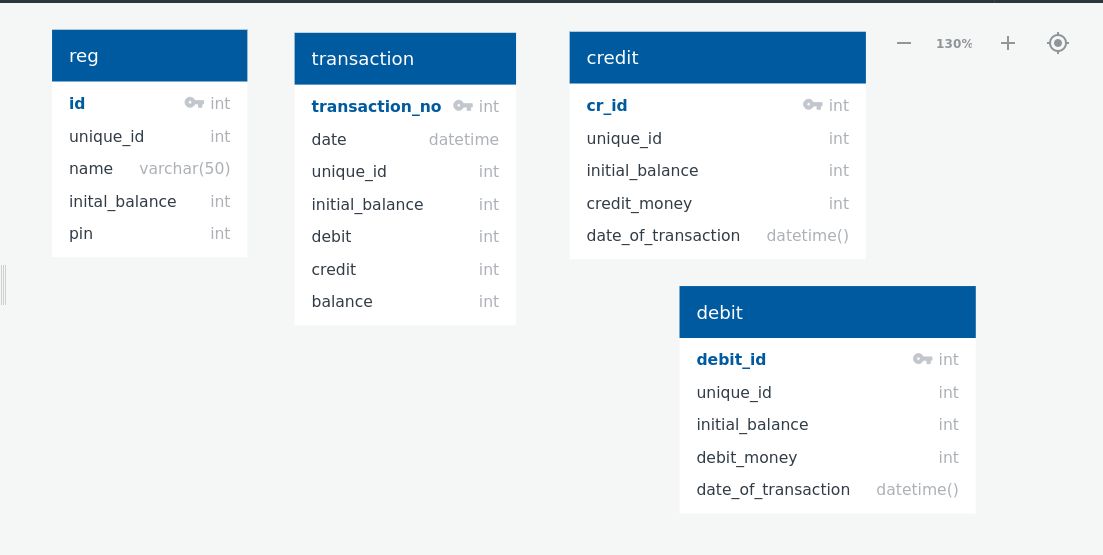 reg
id int
unique_id int
name varchar(50)
inital_balance int
pin int
transaction
transaction_no int
date datetime
unique_id int
initial_balance int
debit int
credit int
balance int
credit
cr_id int
unique_id int
initial_balance int
credit_money int
date_of_transaction datetime()
130%
debit
debit_id int
unique_id int
initial_balance int
debit_money int
date_of_transaction datetime()